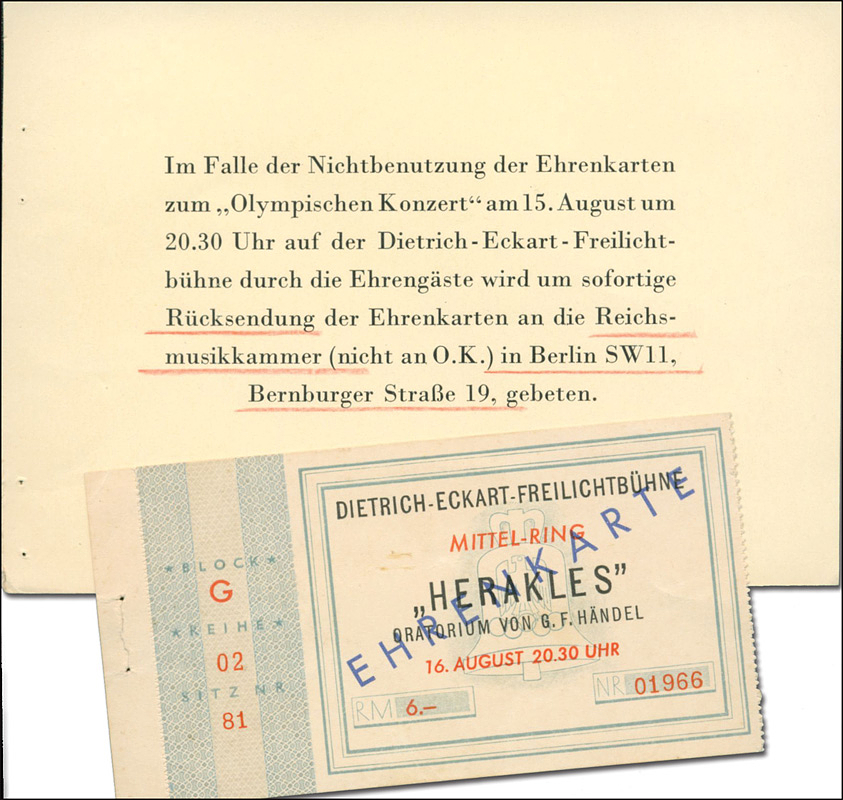 Im Falle der Nichtbenutzung der Ehrenkarten
zum „Olympischen Konzert“ am 15. August um
20.30 Uhr auf der Dietrich-Eckart-Freilicht-
bühne durch die Ehrengäste wird um sofortige
Rücksendung der Ehrenkarten an die Reichs-
musikkammer (nicht an O.K.) in Berlin SW11,
Bernburger Straße 19, gebeten.
★BLOCK★
G
★REIHE★
02
SITZ NR
81
DIETRICH-ECKART-FREILICHTBÜHNE
MITTEL-RING
„HERAKLES”
ORATORIUM VON G. F. HÄNDEL
16. AUGUST 20.30 UHR
RM 6.–
NR 01966
EHRENKARTE